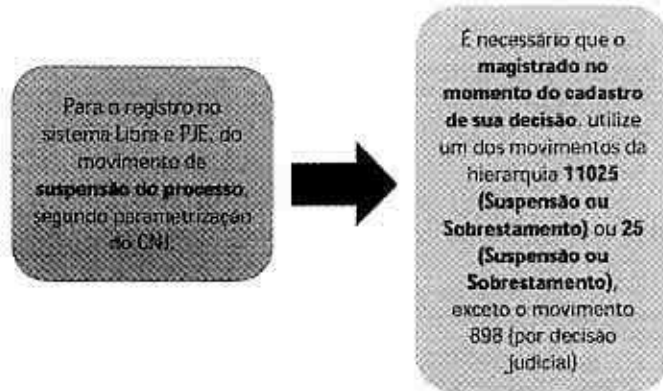 Para o registro no
sistema Libra e PJE, do
movimento de
suspensão do processo,
segundo parametrização
do CNJ.
É necessário que o
magistrado no
momento do cadastro
de sua decisão, utilize
um dos movimentos da
hierarquia 11025
(Suspensão ou
Sobrestamento) ou 25
(Suspensão ou
Sobrestamento),
exceto o movimento
898 (por decisão
judicial)